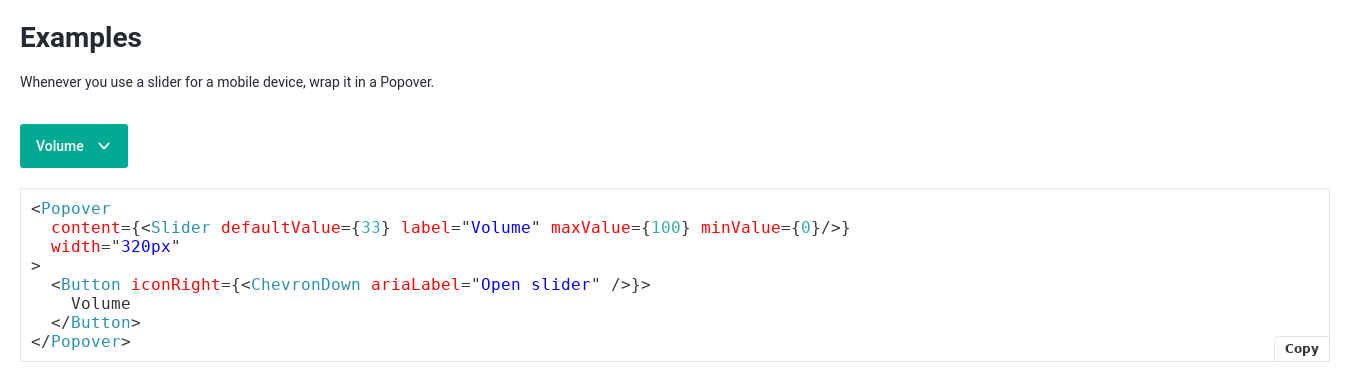 Examples
Whenever you use a slider for a mobile device, wrap it in a Popover.
Volume
<Popover
  content={<Slider defaultValue={33} label="Volume" maxValue={100} minValue={0}/>}
  width="320px"
>
  <Button iconRight={<ChevronDown ariaLabel="Open slider" />}>
    Volume
  </Button>
</Popover>
Copy